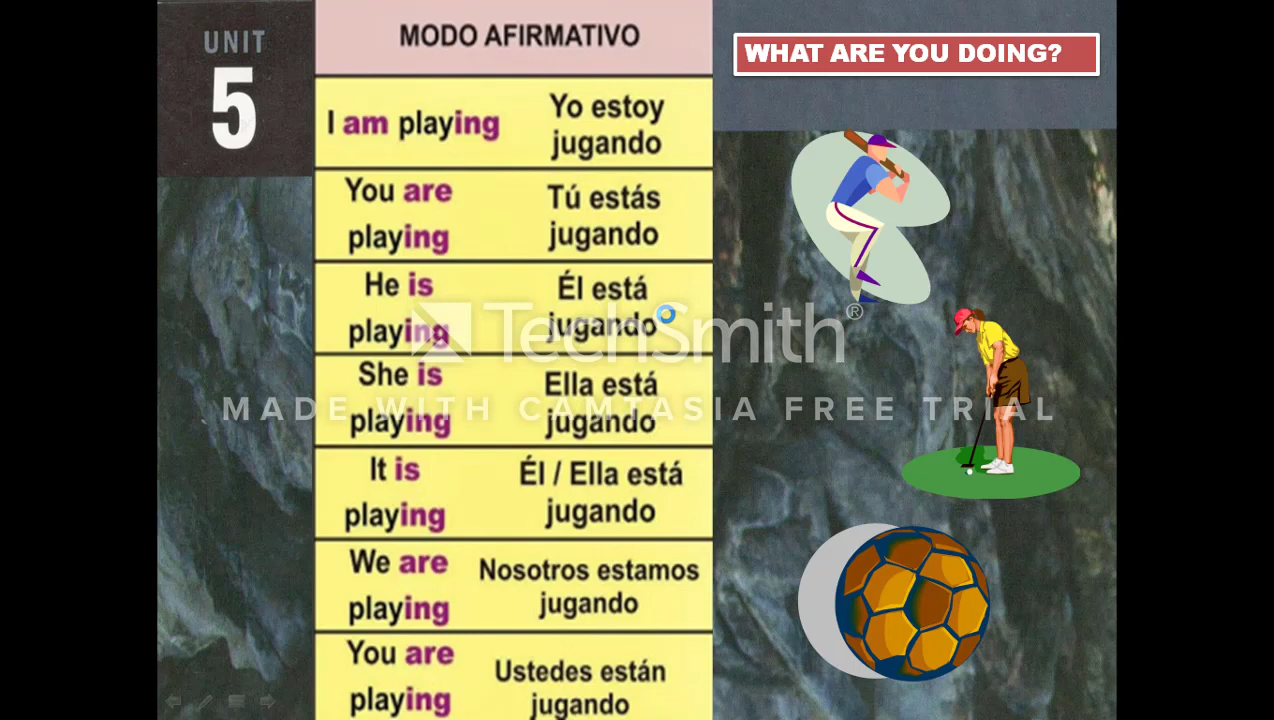 UNIT
5
MODO AFIRMATIVO
WHAT ARE YOU DOING?
I am playing
Yo estoy
jugando
You are
playing
Tú estás
jugando
He is
playing
Él está
jugando
She is
playing
Ella está
jugando
It is
playing
Él / Ella está
jugando
We are
playing
Nosotros estamos
jugando
You are
playing
Ustedes están
jugando
TechSmith®
MADE WITH CAMTASIA FREE TRIAL